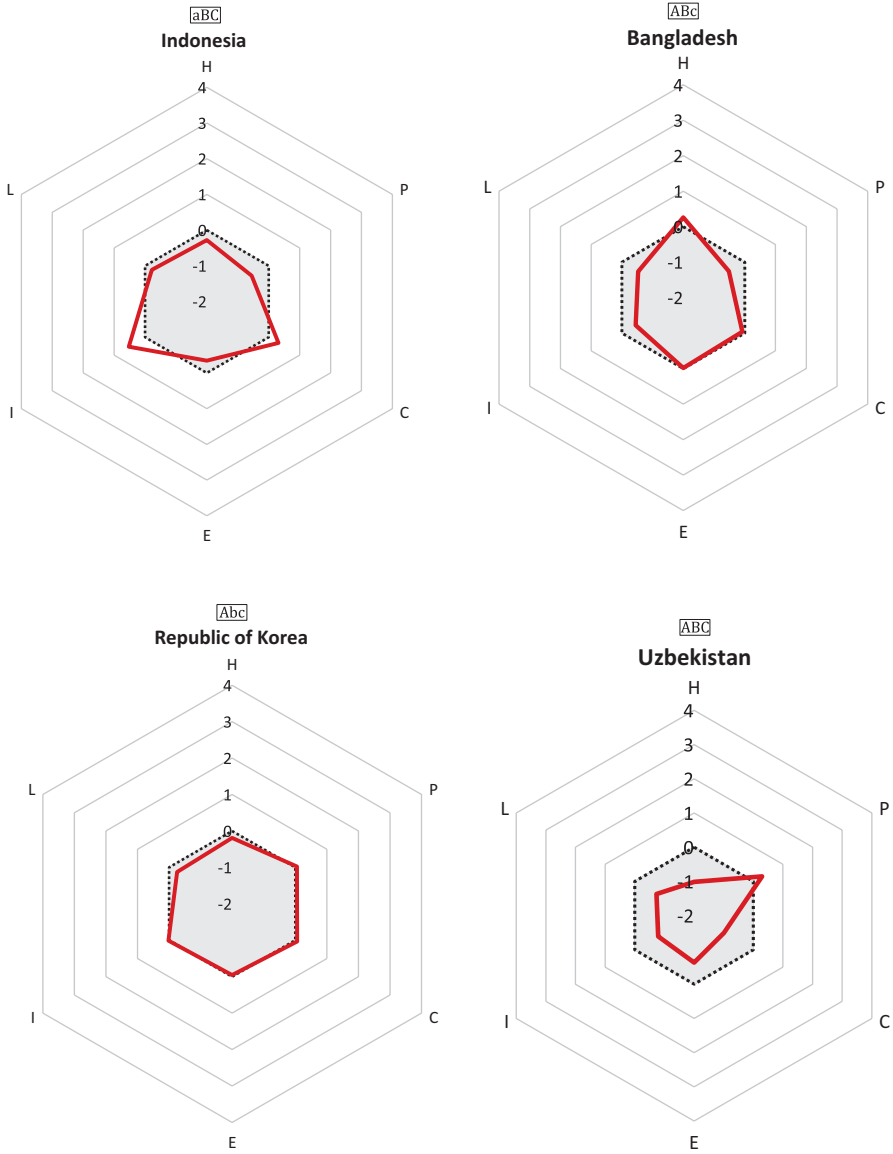 aBC
Indonesia
H
4
3
2
1
0
-1
-2
L
P
I
C
E
ABc
Bangladesh
H
4
3
2
1
0
-1
-2
L
P
I
C
E
Abc
Republic of Korea
H
4
3
2
1
0
-1
-2
L
P
I
C
E
ABC
Uzbekistan
H
4
3
2
1
0
-1
-2
L
P
I
C
E